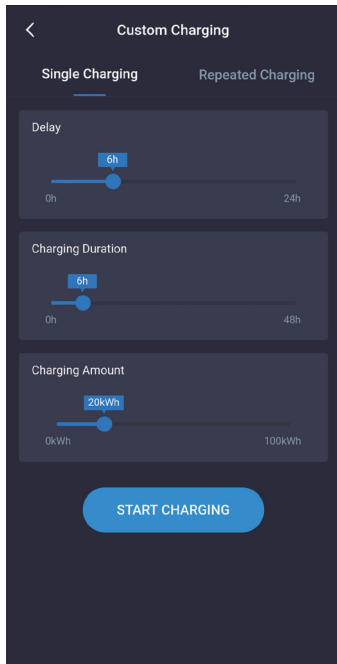 Custom Charging
Single Charging Repeated Charging
Delay
6h
0h 24h
Charging Duration
6h
0h 48h
Charging Amount
20kWh
0kWh 100kWh
START CHARGING